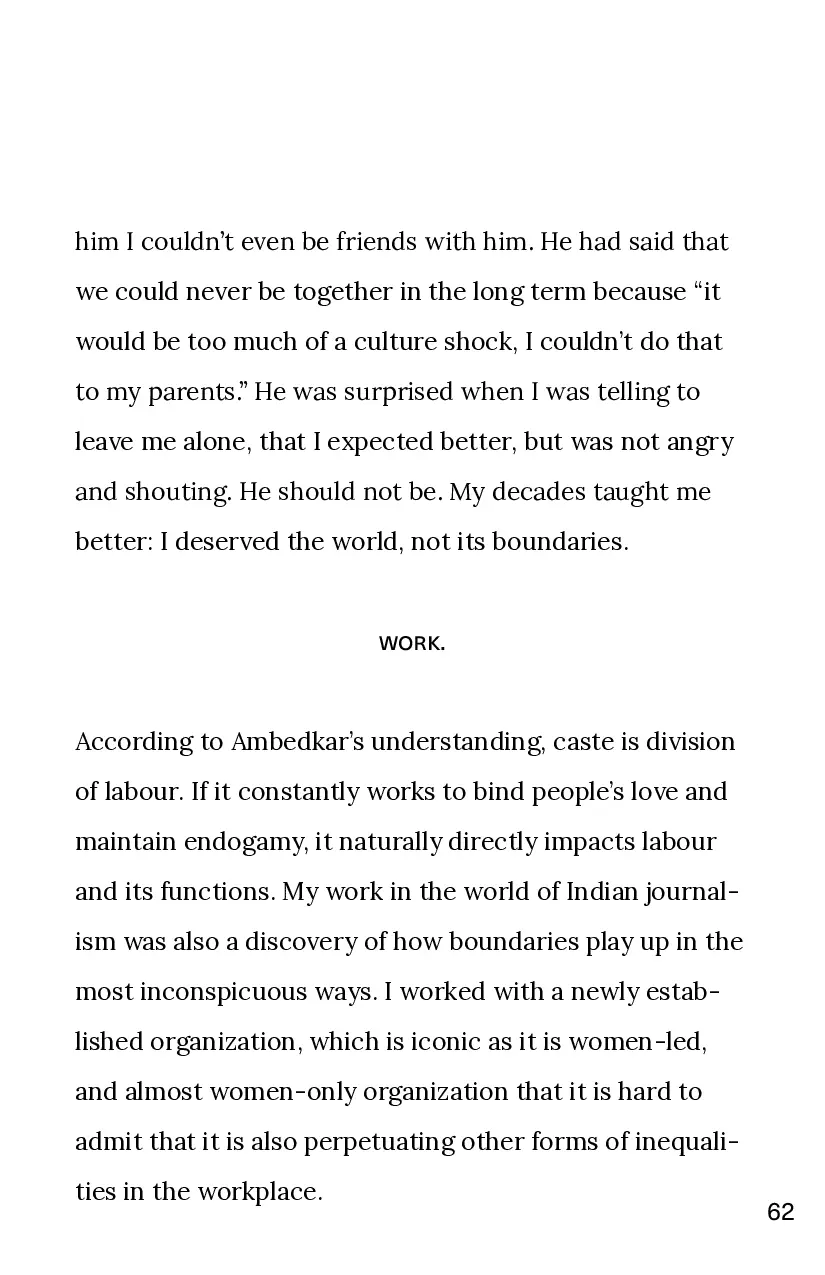 him I couldn’t even be friends with him. He had said that
we could never be together in the long term because “it
would be too much of a culture shock, I couldn’t do that
to my parents.” He was surprised when I was telling to
leave me alone, that I expected better, but was not angry
and shouting. He should not be. My decades taught me
better: I deserved the world, not its boundaries.
WORK.
According to Ambedkar’s understanding, caste is division
of labour. If it constantly works to bind people’s love and
maintain endogamy, it naturally directly impacts labour
and its functions. My work in the world of Indian journal-
ism was also a discovery of how boundaries play up in the
most inconspicuous ways. I worked with a newly estab-
lished organization, which is iconic as it is women-led,
and almost women-only organization that it is hard to
admit that it is also perpetuating other forms of inequali-
ties in the workplace.
62